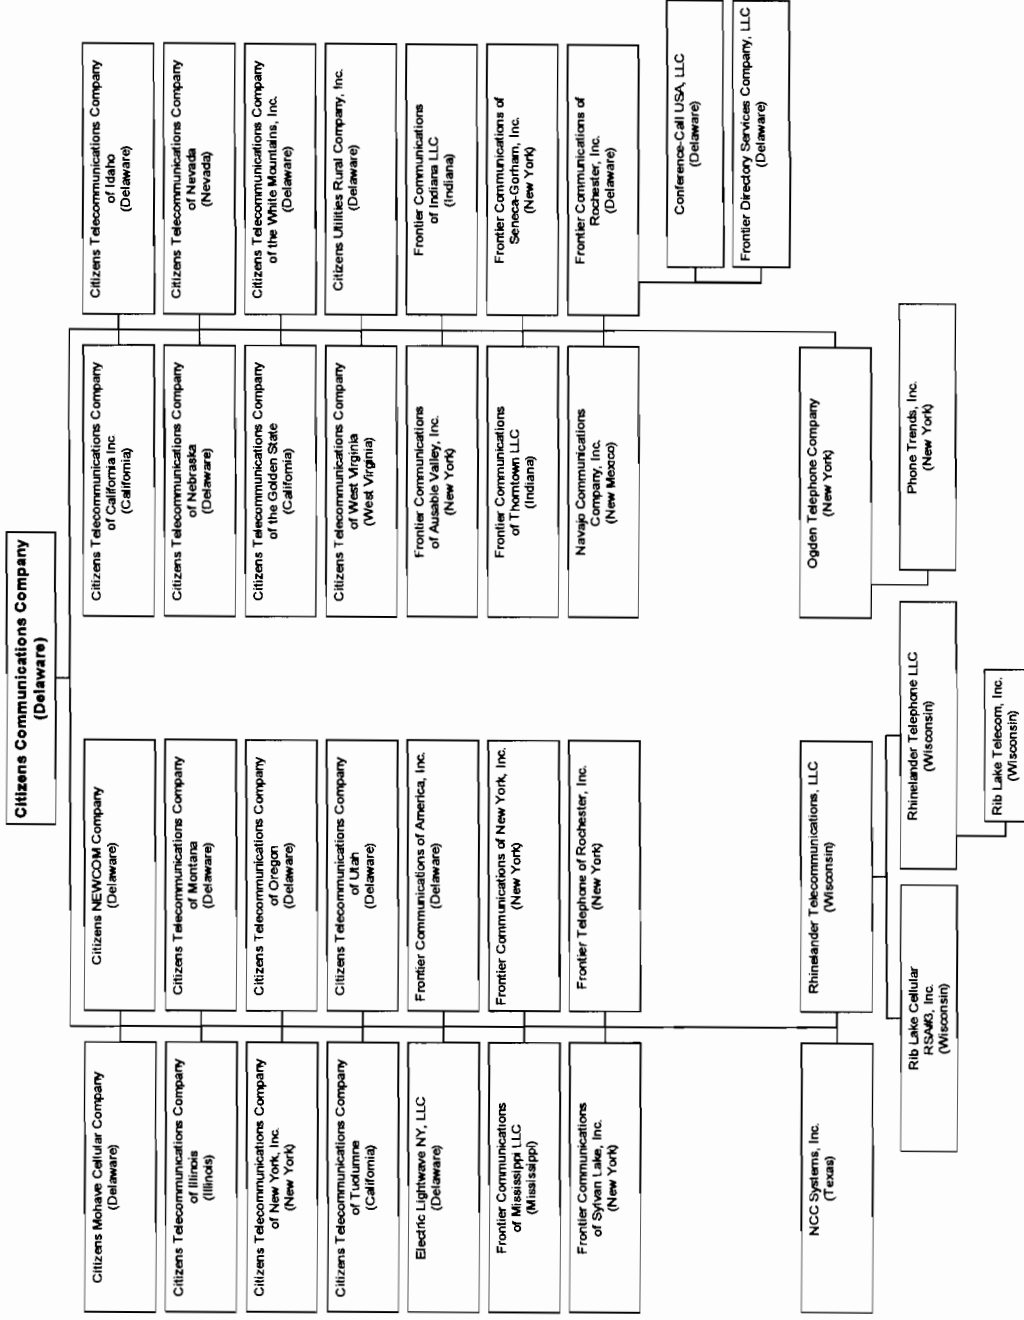 Citizens Communications Company
(Delaware)
Citizens Mohave Cellular Company
(Delaware)
Citizens NEWCOM Company
(Delaware)
Citizens Telecommunications Company
of California Inc
(California)
Citizens Telecommunications Company
of Idaho
(Delaware)
Citizens Telecommunications Company
of Illinois
(Illinois)
Citizens Telecommunications Company
of Montana
(Delaware)
Citizens Telecommunications Company
of Nebraska
(Delaware)
Citizens Telecommunications Company
of Nevada
(Nevada)
Citizens Telecommunications Company
of New York, Inc.
(New York)
Citizens Telecommunications Company
of Oregon
(Delaware)
Citizens Telecommunications Company
of the Golden State
(California)
Citizens Telecommunications Company
of the White Mountains, Inc.
(Delaware)
Citizens Telecommunications Company
of Tuolumne
(California)
Citizens Telecommunications Company
of Utah
(Delaware)
Citizens Telecommunications Company
of West Virginia
(West Virginia)
Citizens Utilities Rural Company, Inc.
(Delaware)
Electric Lightwave NY, LLC
(Delaware)
Frontier Communications of America, Inc.
(Delaware)
Frontier Communications
of Ausable Valley, Inc.
(New York)
Frontier Communications
of Indiana LLC
(Indiana)
Frontier Communications
of Mississippi LLC
(Mississippi)
Frontier Communications of New York, Inc.
(New York)
Frontier Communications
of Thorntown LLC
(Indiana)
Frontier Communications of
Seneca-Gorham, Inc.
(New York)
Frontier Communications
of Sylvan Lake, Inc.
(New York)
Frontier Telephone of Rochester, Inc.
(New York)
Navajo Communications
Company, Inc.
(New Mexico)
Frontier Communications of
Rochester, Inc.
(Delaware)
Conference-Call USA, LLC
(Delaware)
Frontier Directory Services Company, LLC
(Delaware)
NCC Systems, Inc.
(Texas)
Rhinelander Telecommunications, LLC
(Wisconsin)
Ogden Telephone Company
(New York)
Rib Lake Cellular
RSA#3, Inc.
(Wisconsin)
Rhinelander Telephone LLC
(Wisconsin)
Phone Trends, Inc.
(New York)
Rib Lake Telecom, Inc.
(Wisconsin)